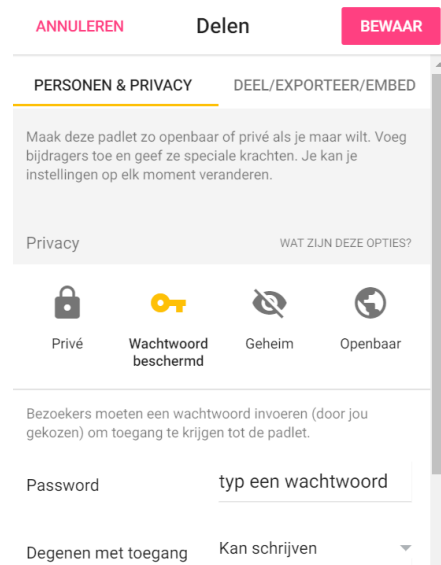 ANNULEREN Delen BEWAAR
PERSONEN & PRIVACY DEEL/EXPORTEER/EMBED
Maak deze padlet zo openbaar of privé als je maar wilt. Voeg
bijdragers toe en geef ze speciale krachten. Je kan je
instellingen op elk moment veranderen.
Privacy WAT ZIJN DEZE OPTIES?
Privé Wachtwoord Geheim Openbaar
beschermd
Bezoekers moeten een wachtwoord invoeren (door jou
gekozen) om toegang te krijgen tot de padlet.
Password typ een wachtwoord
Degenen met toegang Kan schrijven